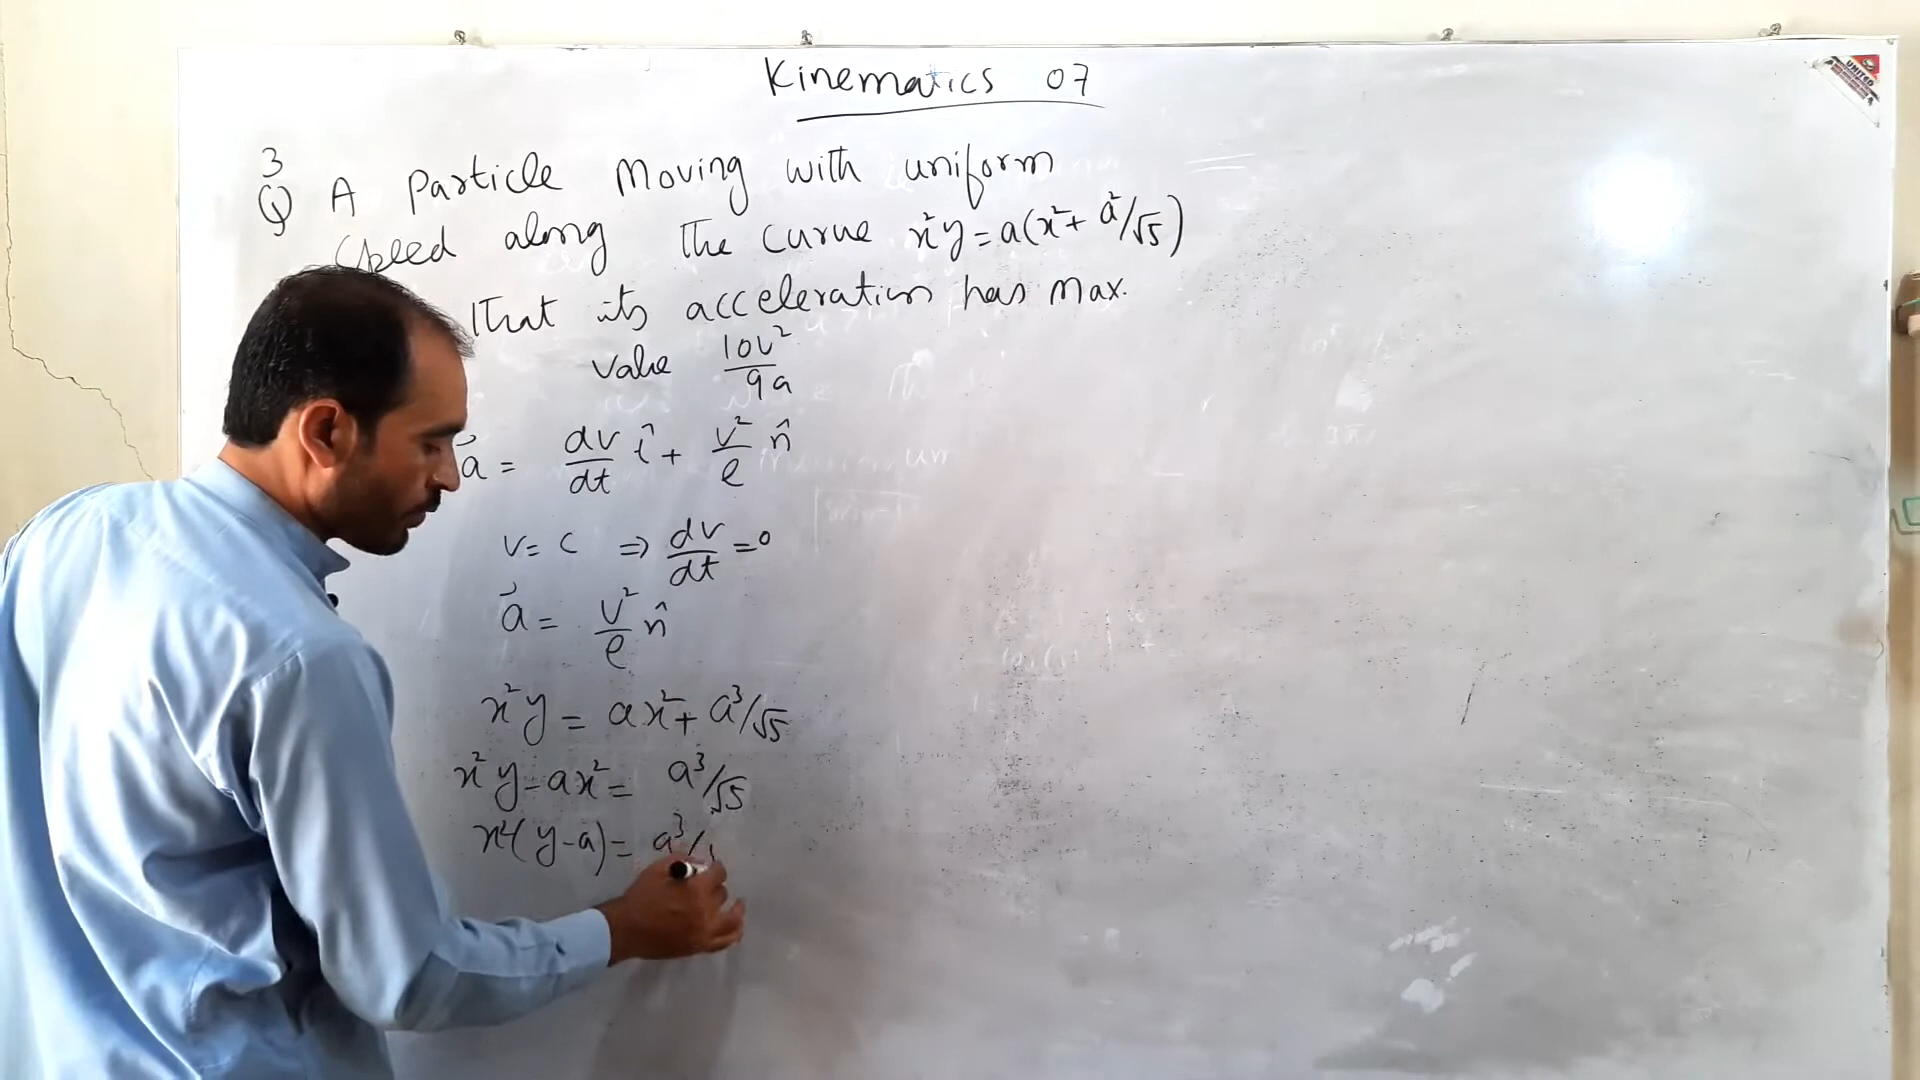 Kinematics 07
3
Q A Particle Moving with uniform
Speed along The curve x²y=a(x²+ a²/√5)
That its acceleration has Max.
Value 10v²/9a
a⃗ = dv/dt t̂ + v²/ρ n̂
v= c ⇒ dv/dt =0
a⃗ = v²/ρ n̂
x²y = ax²+ a³/√5
x²y-ax²= a³/√5
x²(y-a)= a³/
UNITED